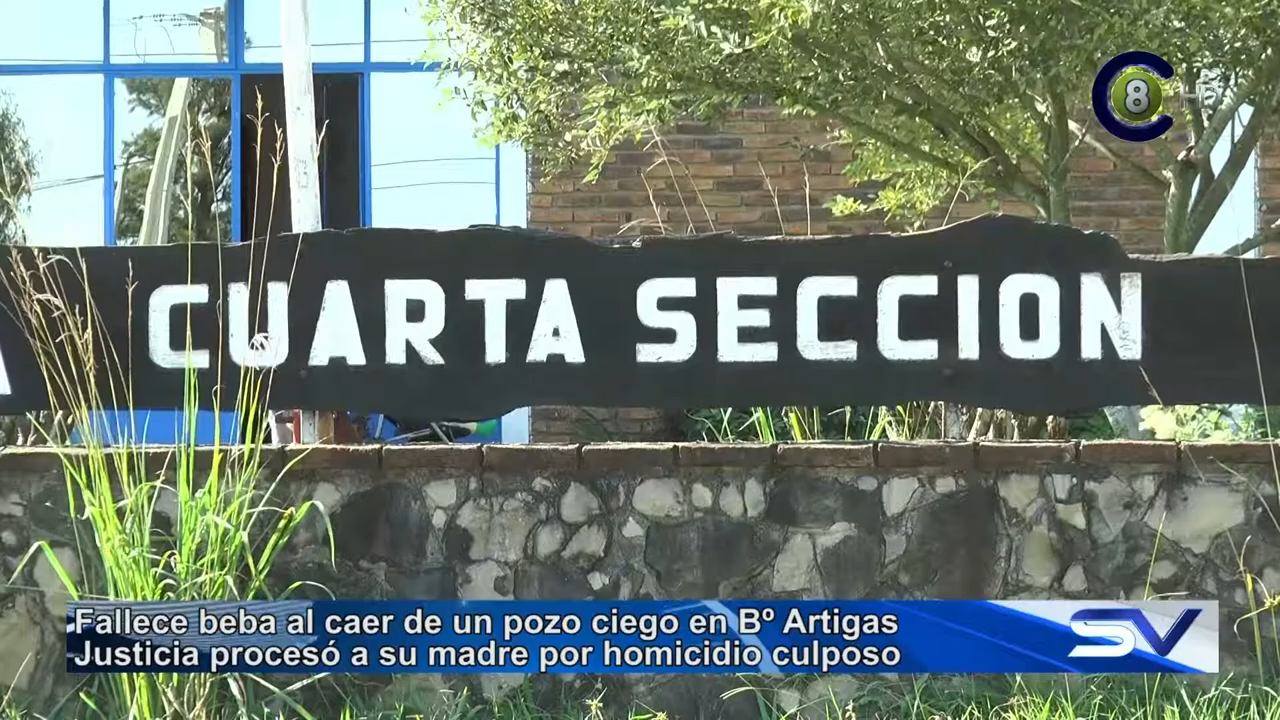 C8
A CUARTA SECCION
Fallece beba al caer de un pozo ciego en Bº Artigas
Justicia procesó a su madre por homicidio culposo
SV